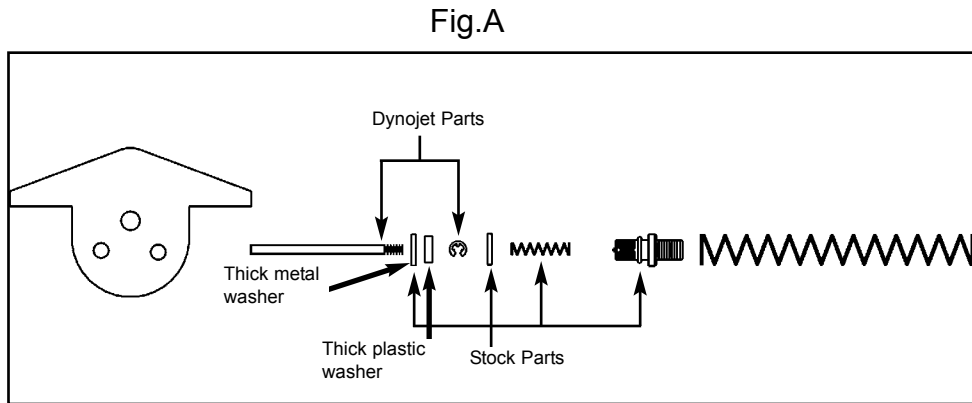 Fig.A
Dynojet Parts
Thick metal
washer
Thick plastic
washer
Stock Parts